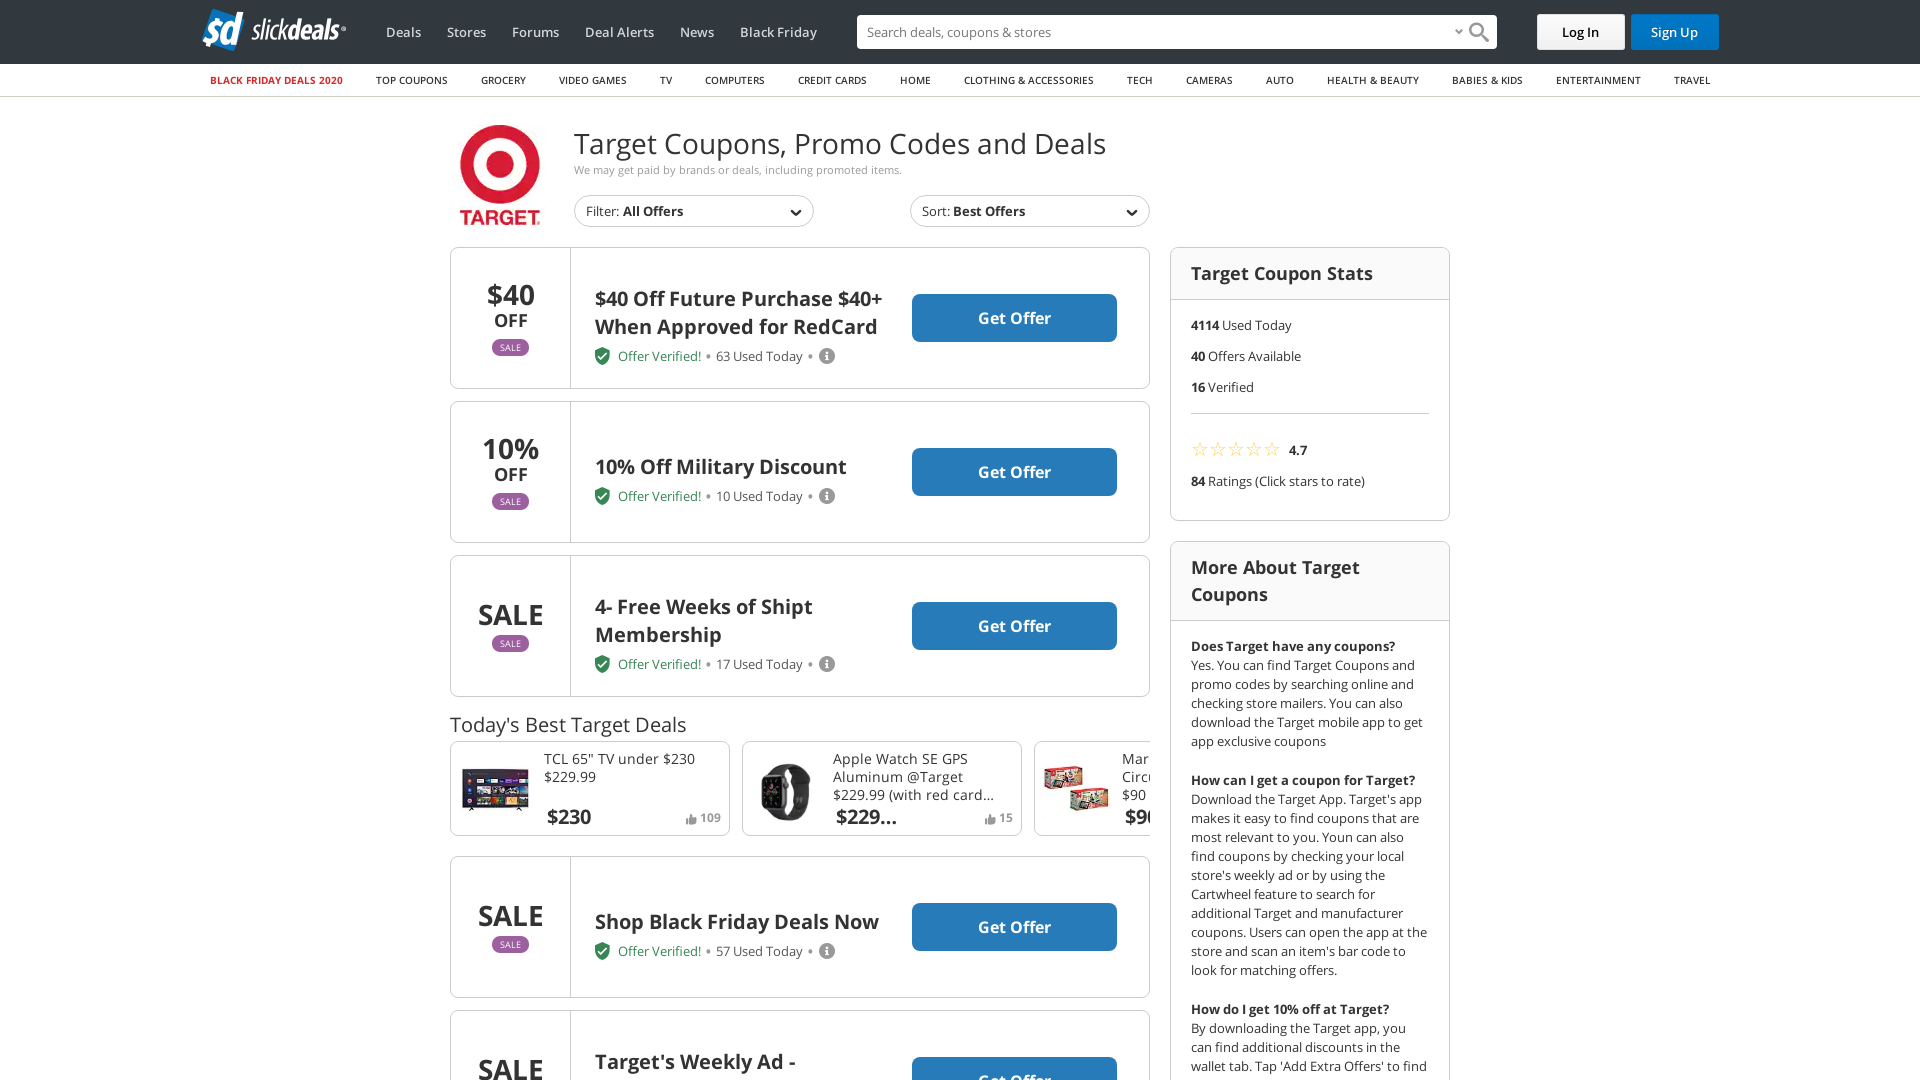 sd slickdeals
Deals Stores Forums Deal Alerts News Black Friday
Search deals, coupons & stores
Log In
Sign Up
BLACK FRIDAY DEALS 2020 TOP COUPONS GROCERY VIDEO GAMES TV COMPUTERS CREDIT CARDS HOME CLOTHING & ACCESSORIES TECH CAMERAS AUTO HEALTH & BEAUTY BABIES & KIDS ENTERTAINMENT TRAVEL
TARGET
Target Coupons, Promo Codes and Deals
We may get paid by brands or deals, including promoted items.
Filter: All Offers
Sort: Best Offers
$40
OFF
SALE
$40 Off Future Purchase $40+
When Approved for RedCard
Offer Verified! • 63 Used Today •
Get Offer
10%
OFF
SALE
10% Off Military Discount
Offer Verified! • 10 Used Today •
Get Offer
SALE
SALE
4- Free Weeks of Shipt
Membership
Offer Verified! • 17 Used Today •
Get Offer
Today's Best Target Deals
TCL 65" TV under $230
$229.99
$230
109
Apple Watch SE GPS
Aluminum @Target
$229.99 (with red card...
$229...
15
Mar
Circu
$90
$90
SALE
SALE
Shop Black Friday Deals Now
Offer Verified! • 57 Used Today •
Get Offer
SALE
Target's Weekly Ad -
Get Offer
Target Coupon Stats
4114 Used Today
40 Offers Available
16 Verified
☆☆☆☆☆ 4.7
84 Ratings (Click stars to rate)
More About Target
Coupons
Does Target have any coupons?
Yes. You can find Target Coupons and
promo codes by searching online and
checking store mailers. You can also
download the Target mobile app to get
app exclusive coupons
How can I get a coupon for Target?
Download the Target App. Target's app
makes it easy to find coupons that are
most relevant to you. Youn can also
find coupons by checking your local
store's weekly ad or by using the
Cartwheel feature to search for
additional Target and manufacturer
coupons. Users can open the app at the
store and scan an item's bar code to
look for matching offers.
How do I get 10% off at Target?
By downloading the Target app, you
can find additional discounts in the
wallet tab. Tap 'Add Extra Offers' to find